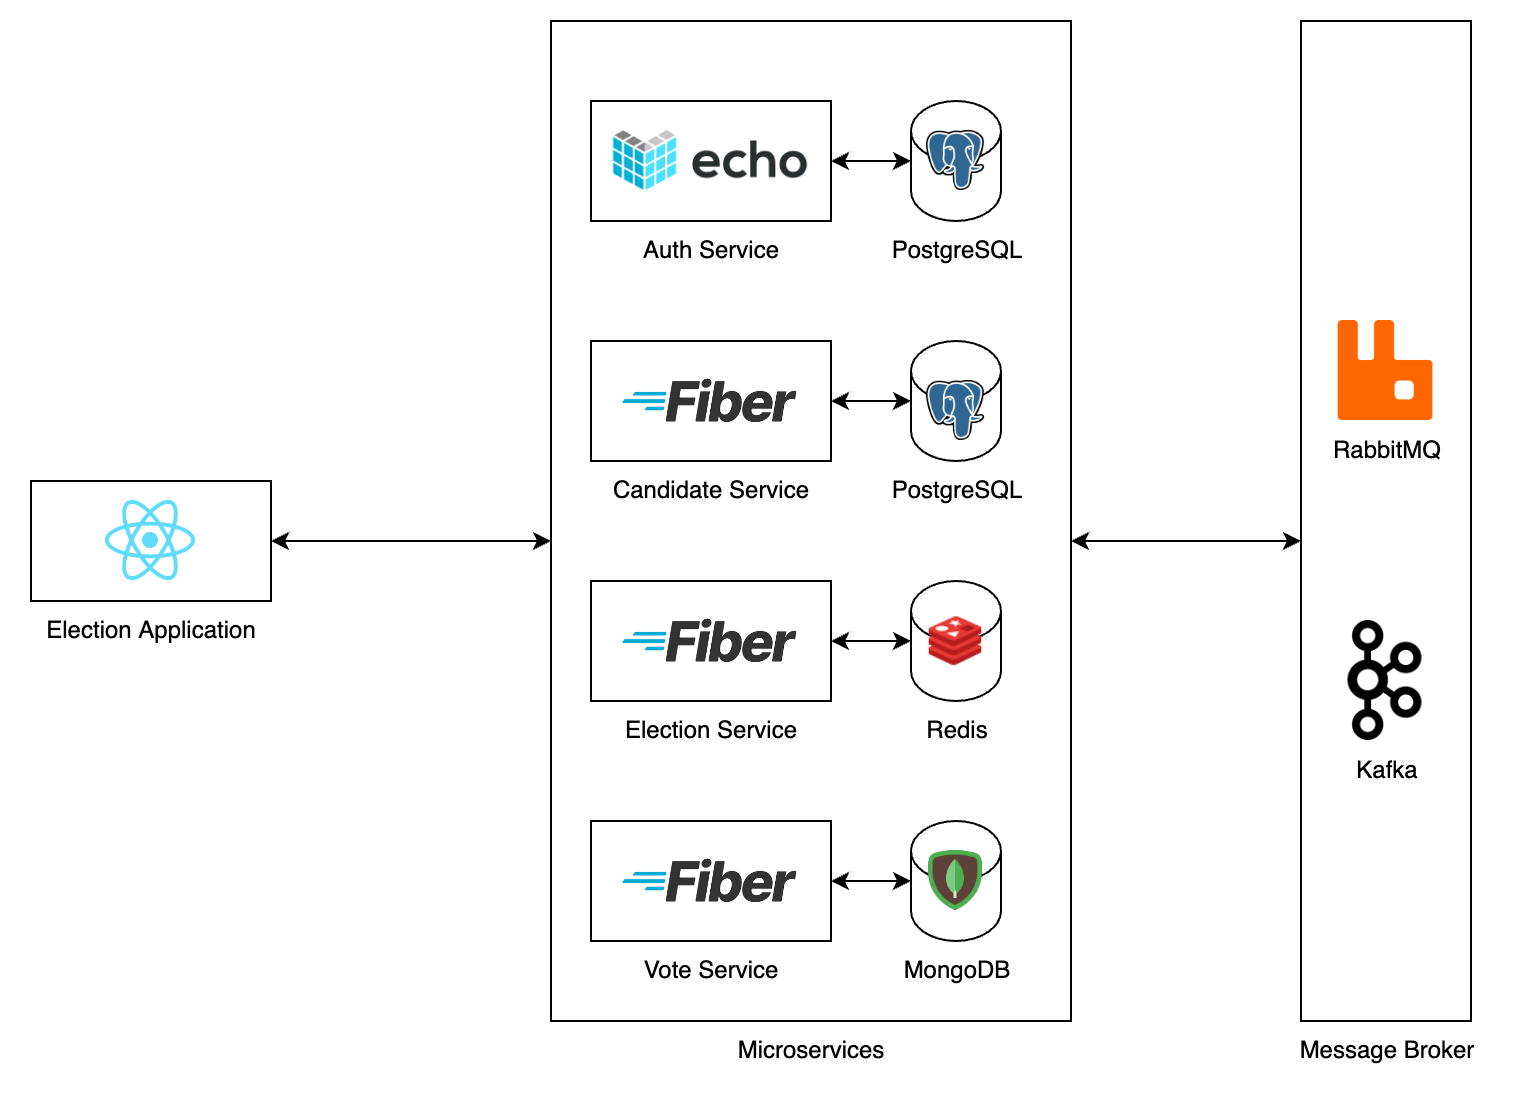 echo
Auth Service
PostgreSQL
Fiber
Candidate Service
PostgreSQL
Election Application
Fiber
Election Service
Redis
Fiber
Vote Service
MongoDB
Microservices
RabbitMQ
Kafka
Message Broker